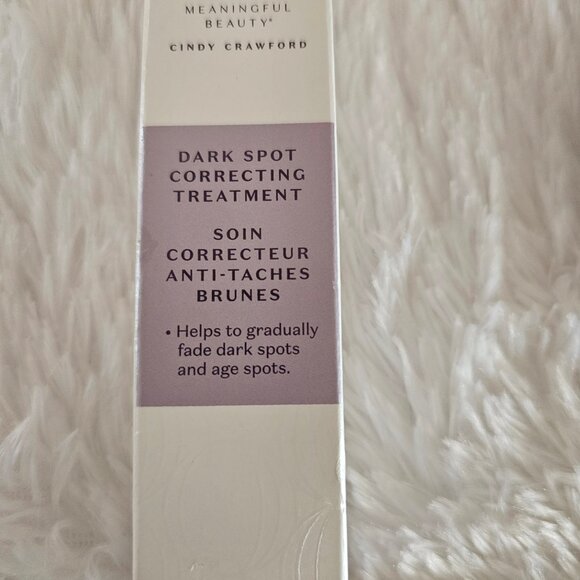 MEANINGFUL
BEAUTY®
CINDY CRAWFORD
DARK SPOT
CORRECTING
TREATMENT
SOIN
CORRECTEUR
ANTI-TACHES
BRUNES
• Helps to gradually
fade dark spots
and age spots.